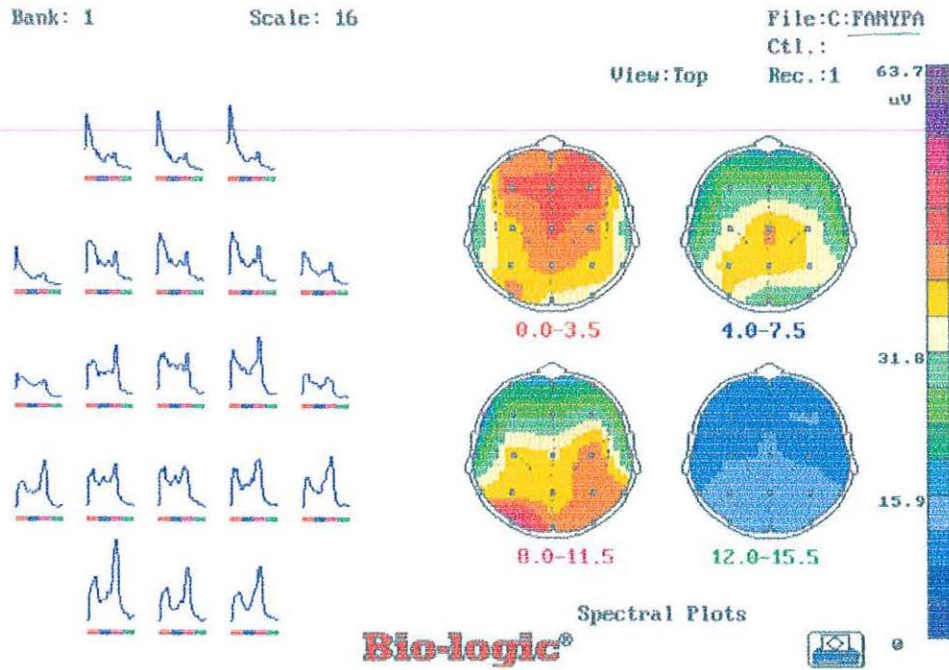 Bank: 1 Scale: 16 File:C:FANYPA
Ctl.:
View:Top Rec.:1 63.7
uV
0.0-3.5 4.0-7.5
31.8
15.9
8.0-11.5 12.0-15.5
Spectral Plots
Bio-logic® 0